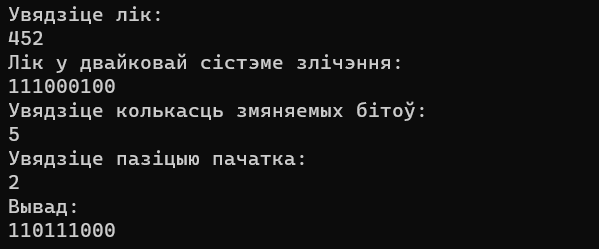 Увядзіце лік:
452
Лік у двайковай сістэме злічэння:
111000100
Увядзіце колькасць змяняемых бітоў:
5
Увядзіце пазіцыю пачатка:
2
Вывад:
110111000